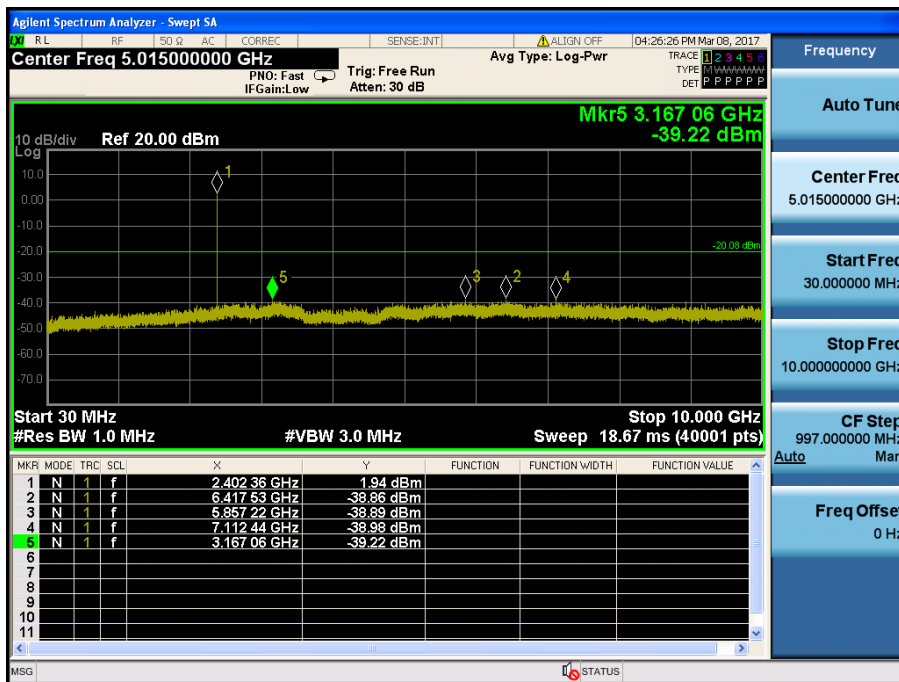 Agilent Spectrum Analyzer - Swept SA
LXI RL RF 50 Ω AC CORREC SENSE:INT ALIGN OFF 04:26:26 PM Mar 08, 2017
Center Freq 5.015000000 GHz
PNO: Fast
IFGain:Low
Trig: Free Run
Atten: 30 dB
Avg Type: Log-Pwr
TRACE 1 2 3 4 5 6
TYPE M W W W W W
DET P P P P P P
Mkr5 3.167 06 GHz
-39.22 dBm
10 dB/div Ref 20.00 dBm
Log
10.0
0.00
-10.0
-20.0
-30.0
-40.0
-50.0
-60.0
-70.0
1
5
3
2
4
-20.08 dBm
Start 30 MHz Stop 10.000 GHz
#Res BW 1.0 MHz #VBW 3.0 MHz Sweep 18.67 ms (40001 pts)
MKR MODE TRC SCL X Y FUNCTION FUNCTION WIDTH FUNCTION VALUE
1 N 1 f 2.402 36 GHz 1.94 dBm
2 N 1 f 6.417 53 GHz -38.86 dBm
3 N 1 f 5.857 22 GHz -38.89 dBm
4 N 1 f 7.112 44 GHz -38.98 dBm
5 N 1 f 3.167 06 GHz -39.22 dBm
6
7
8
9
10
11
MSG STATUS
Frequency
Auto Tune
Center Freq
5.015000000 GHz
Start Freq
30.000000 MHz
Stop Freq
10.000000000 GHz
CF Step
997.000000 MHz
Auto Man
Freq Offset
0 Hz